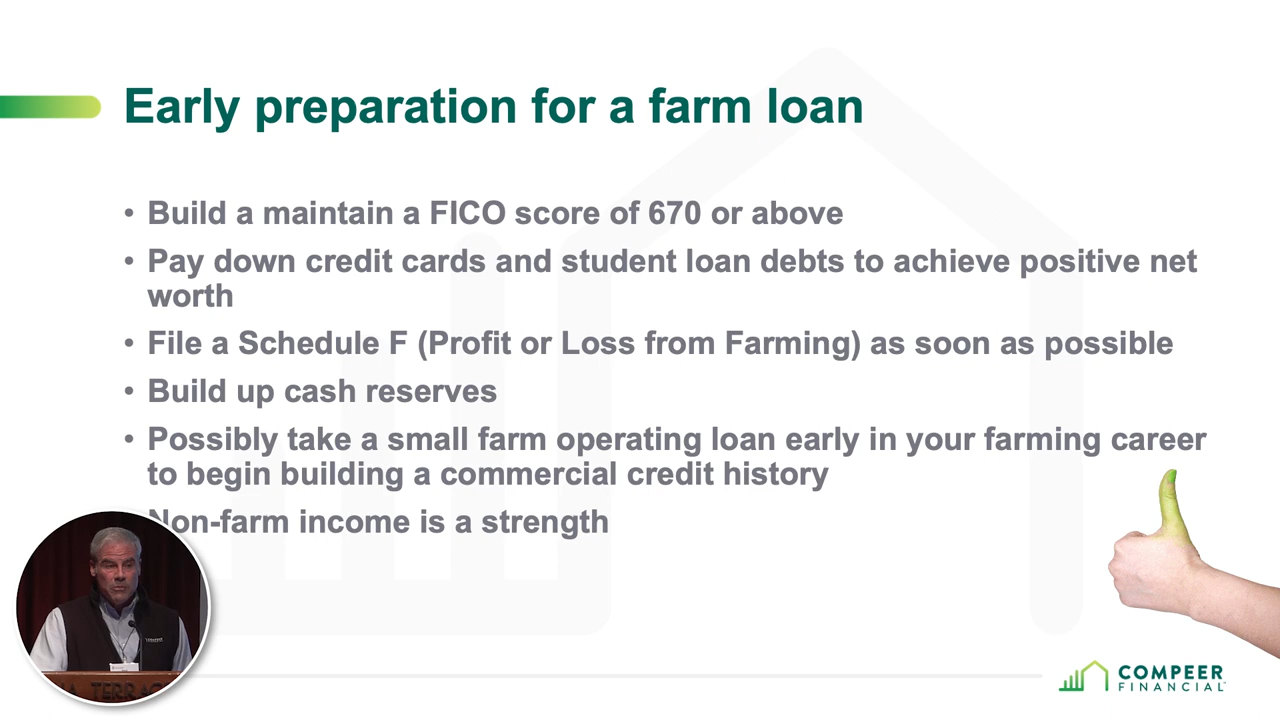 Early preparation for a farm loan
• Build a maintain a FICO score of 670 or above
• Pay down credit cards and student loan debts to achieve positive net
worth
• File a Schedule F (Profit or Loss from Farming) as soon as possible
• Build up cash reserves
• Possibly take a small farm operating loan early in your farming career
to begin building a commercial credit history
Non-farm income is a strength
TERRAC
COMPEER
FINANCIAL